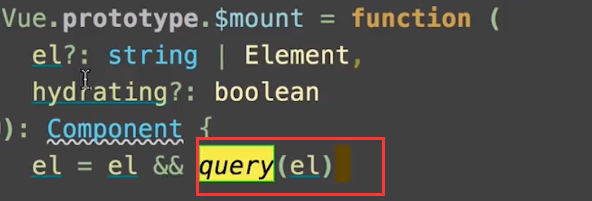 Vue.prototype.$mount = function (
el?: string | Element,
hydrating?: boolean
): Component {
el = el && query(el)